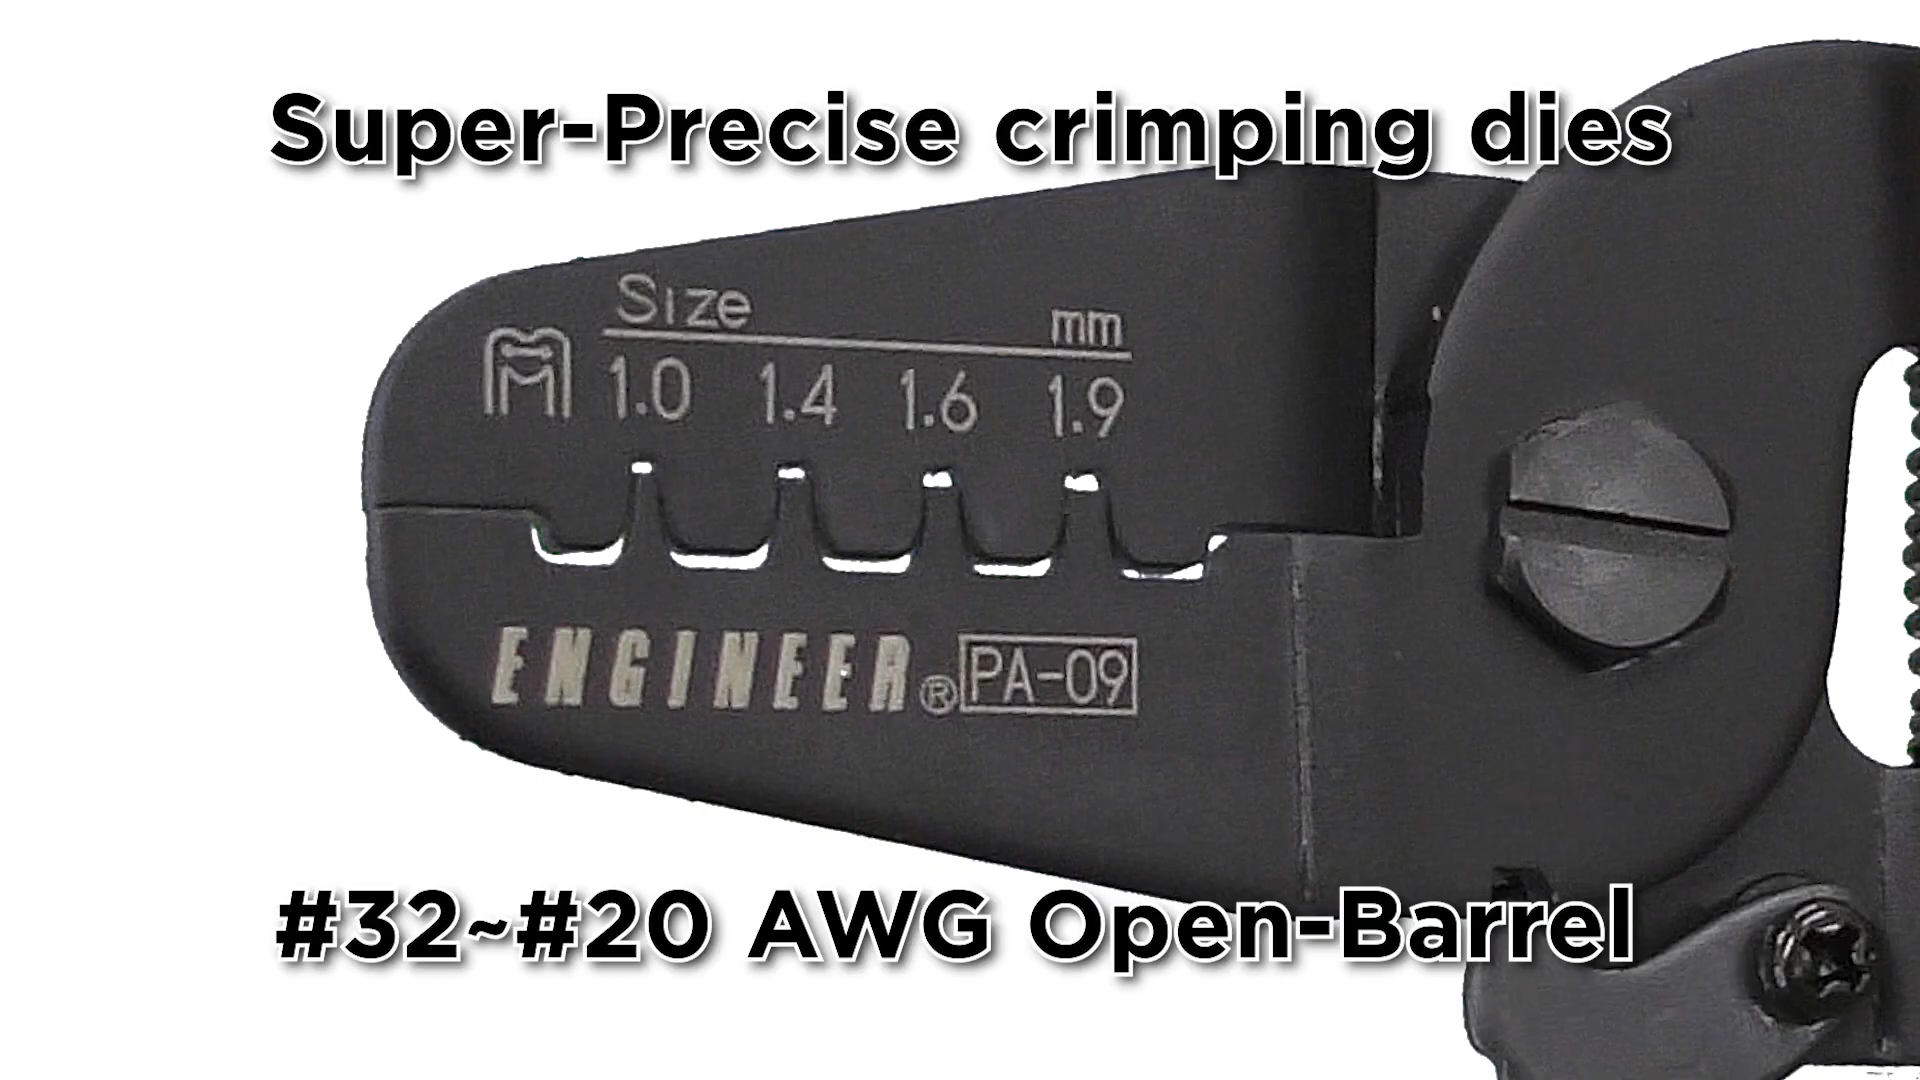 Super-Precise crimping dies
Size mm
1.0 1.4 1.6 1.9
ENGINEER® PA-09
#32~#20 AWG Open-Barrel